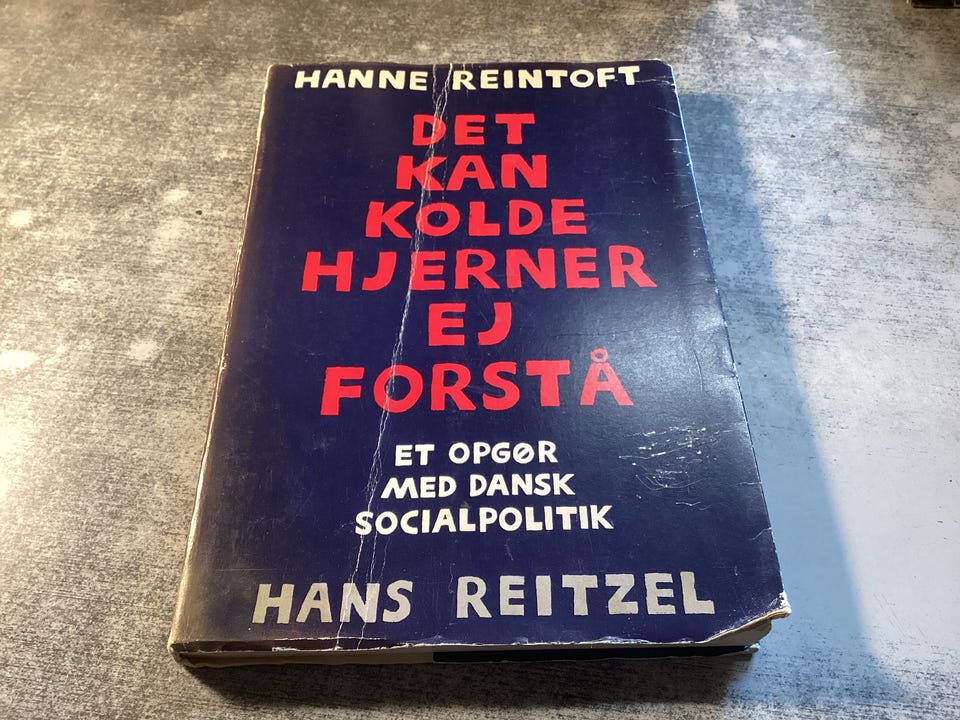 HANNE REINTOFT
DET
KAN
KOLDE
HJERNER
EJ
FORSTÅ
ET OPGØR
MED DANSK
SOCIALPOLITIK
HANS REITZEL